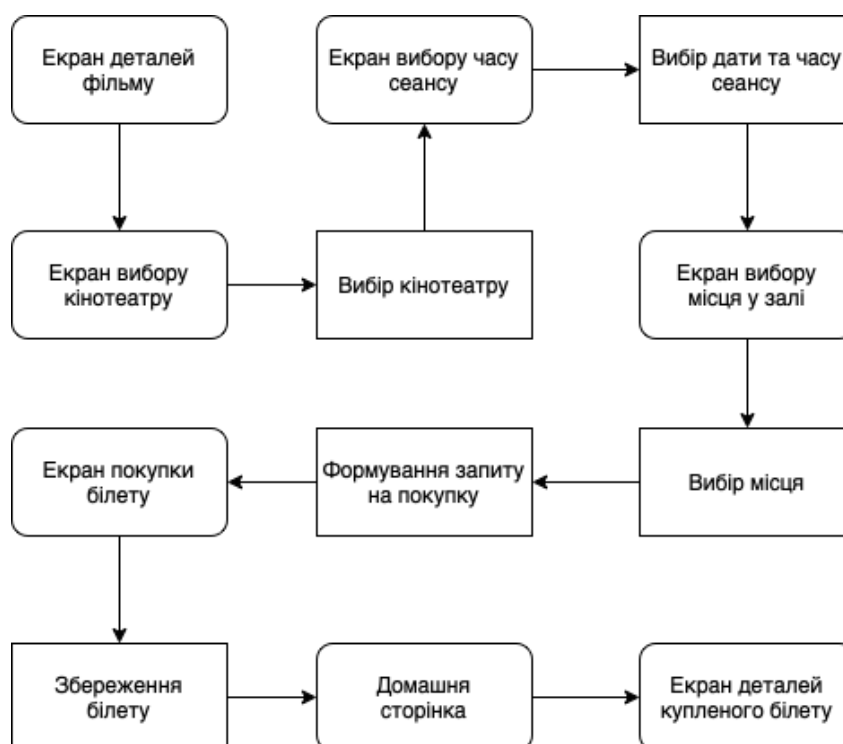 Екран деталей
фільму
Екран вибору часу
сеансу
Вибір дати та часу
сеансу
Екран вибору
кінотеатру
Вибір кінотеатру
Екран вибору
місця у залі
Екран покупки
білету
Формування запиту
на покупку
Вибір місця
Збереження
білету
Домашня
сторінка
Екран деталей
купленого білету